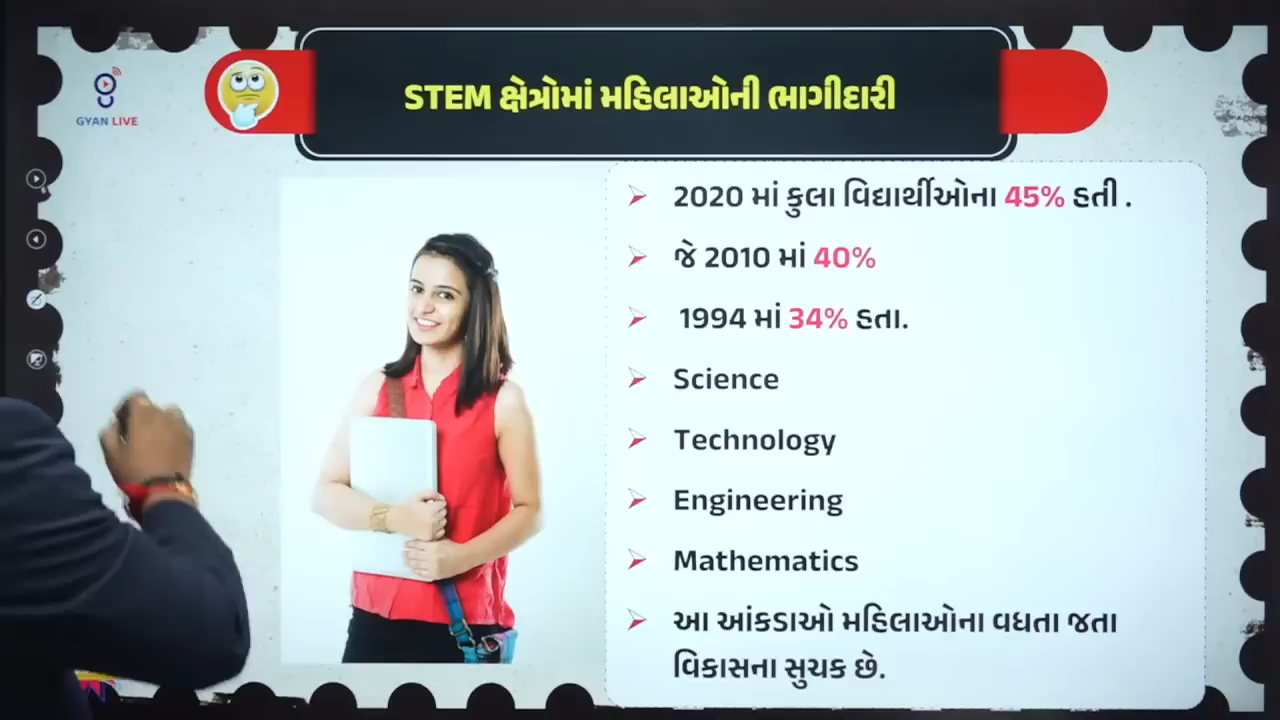 GYAN LIVE
STEM ક્ષેત્રોમાં મહિલાઓની ભાગીદારી
2020 માં કુલા વિદ્યાર્થીઓના 45% હતી .
જે 2010 માં 40%
1994 માં 34% હતા.
Science
Technology
Engineering
Mathematics
આ આંકડાઓ મહિલાઓના વધતા જતા
વિકાસના સુચક છે.